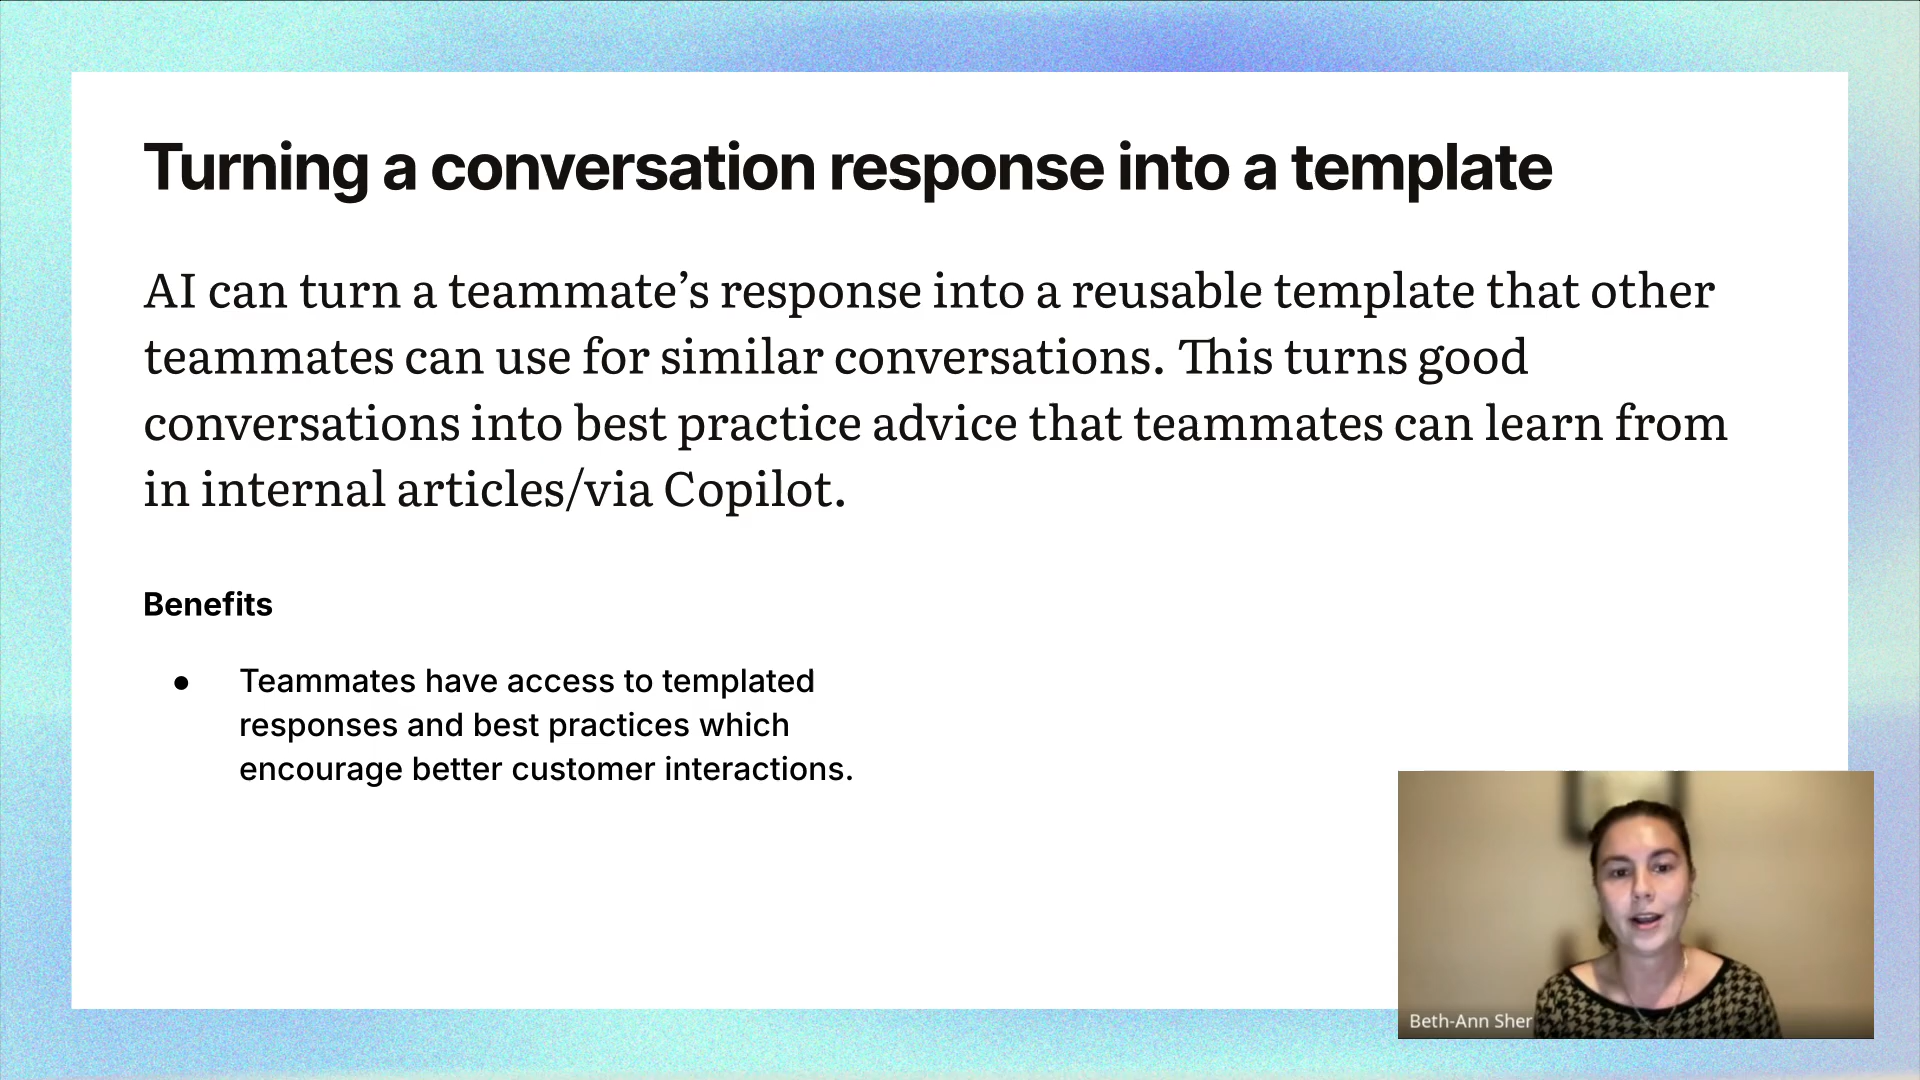 Turning a conversation response into a template
AI can turn a teammate’s response into a reusable template that other
teammates can use for similar conversations. This turns good
conversations into best practice advice that teammates can learn from
in internal articles/via Copilot.
Benefits
● Teammates have access to templated
responses and best practices which
encourage better customer interactions.
Beth-Ann Sher